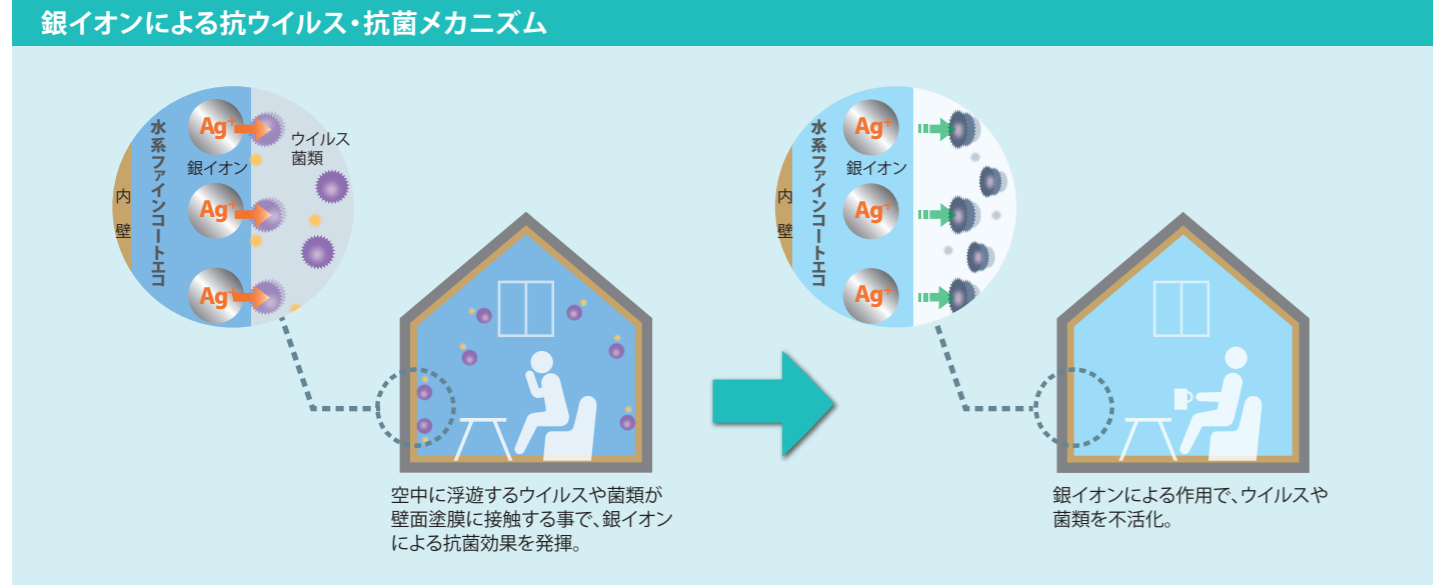 銀イオンによる抗ウイルス・抗菌メカニズム
内壁
水系ファインコートエコ
Ag⁺
銀イオン
Ag⁺
Ag⁺
ウイルス
菌類
空中に浮遊するウイルスや菌類が
壁面塗膜に接触する事で、銀イオン
による抗菌効果を発揮。
内壁
水系ファインコートエコ
Ag⁺
銀イオン
Ag⁺
Ag⁺
銀イオンによる作用で、ウイルスや
菌類を不活化。